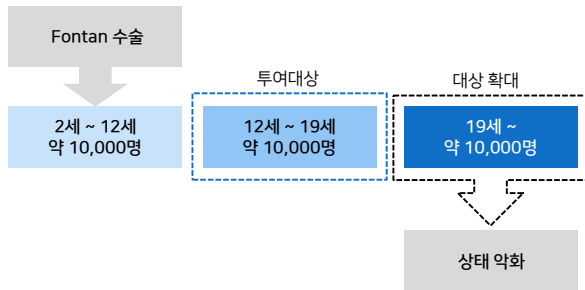 Fontan 수술
투여대상
대상 확대
2세 ~ 12세
약 10,000명
12세 ~ 19세
약 10,000명
19세 ~
약 10,000명
상태 악화